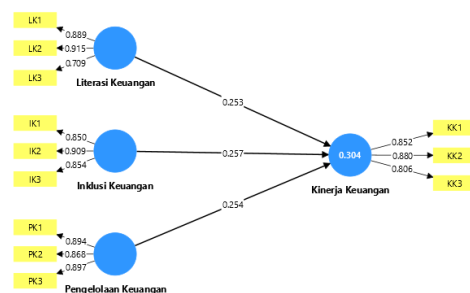 LK1
0.889
LK2
0.915
LK3
0.709
Literasi Keuangan
0.253
IK1
0.850
IK2
0.909
IK3
0.854
Inklusi Keuangan
0.257
PK1
0.894
PK2
0.868
PK3
0.897
Pengelolaan Keuangan
0.254
0.304
Kinerja Keuangan
0.852
KK1
0.880
KK2
0.806
KK3